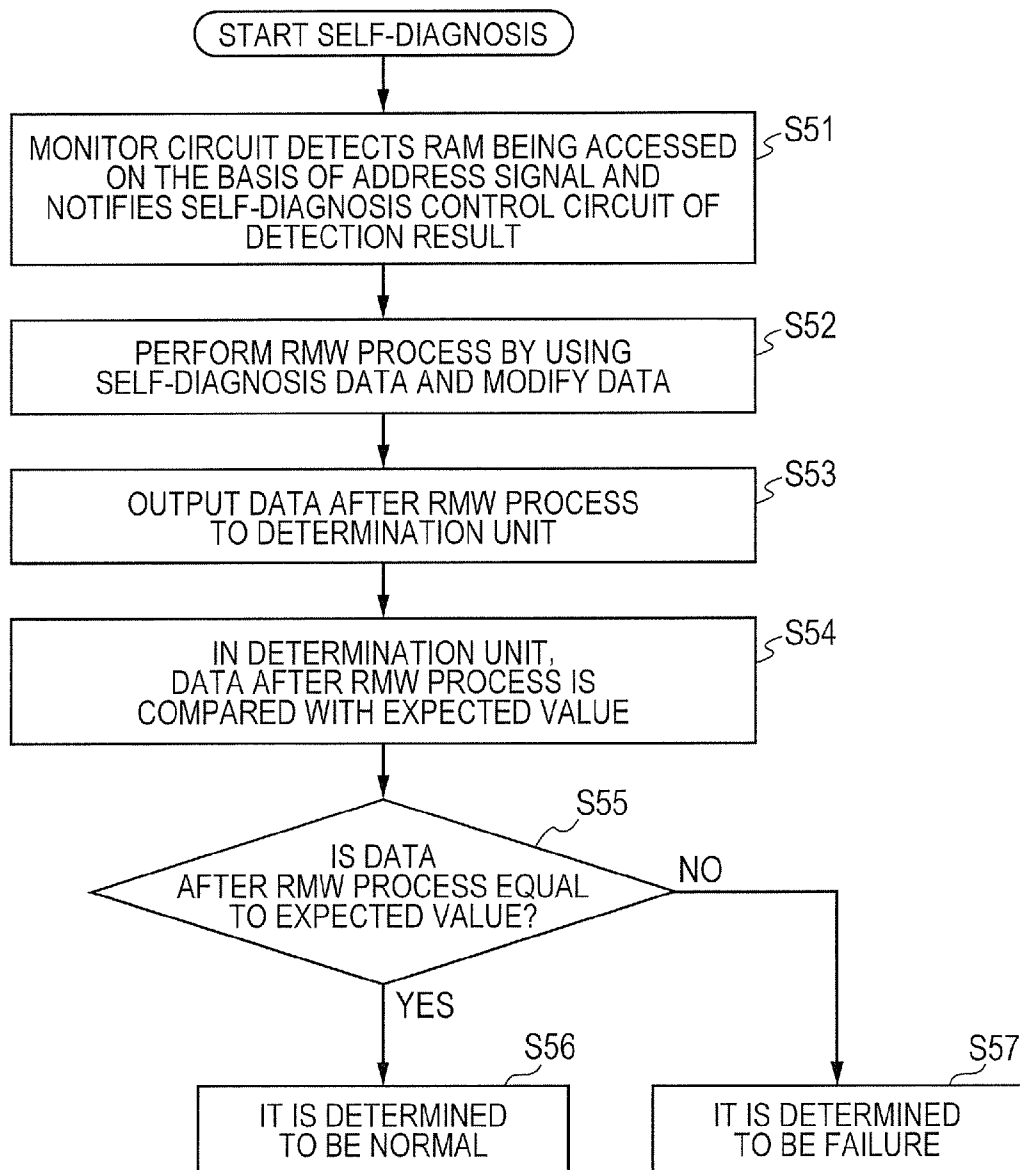 START SELF-DIAGNOSIS
S51
MONITOR CIRCUIT DETECTS RAM BEING ACCESSED
ON THE BASIS OF ADDRESS SIGNAL AND
NOTIFIES SELF-DIAGNOSIS CONTROL CIRCUIT OF
DETECTION RESULT
S52
PERFORM RMW PROCESS BY USING
SELF-DIAGNOSIS DATA AND MODIFY DATA
S53
OUTPUT DATA AFTER RMW PROCESS
TO DETERMINATION UNIT
S54
IN DETERMINATION UNIT,
DATA AFTER RMW PROCESS IS
COMPARED WITH EXPECTED VALUE
S55
IS DATA
AFTER RMW PROCESS EQUAL
TO EXPECTED VALUE?
NO
YES
S56
IT IS DETERMINED
TO BE NORMAL
S57
IT IS DETERMINED
TO BE FAILURE